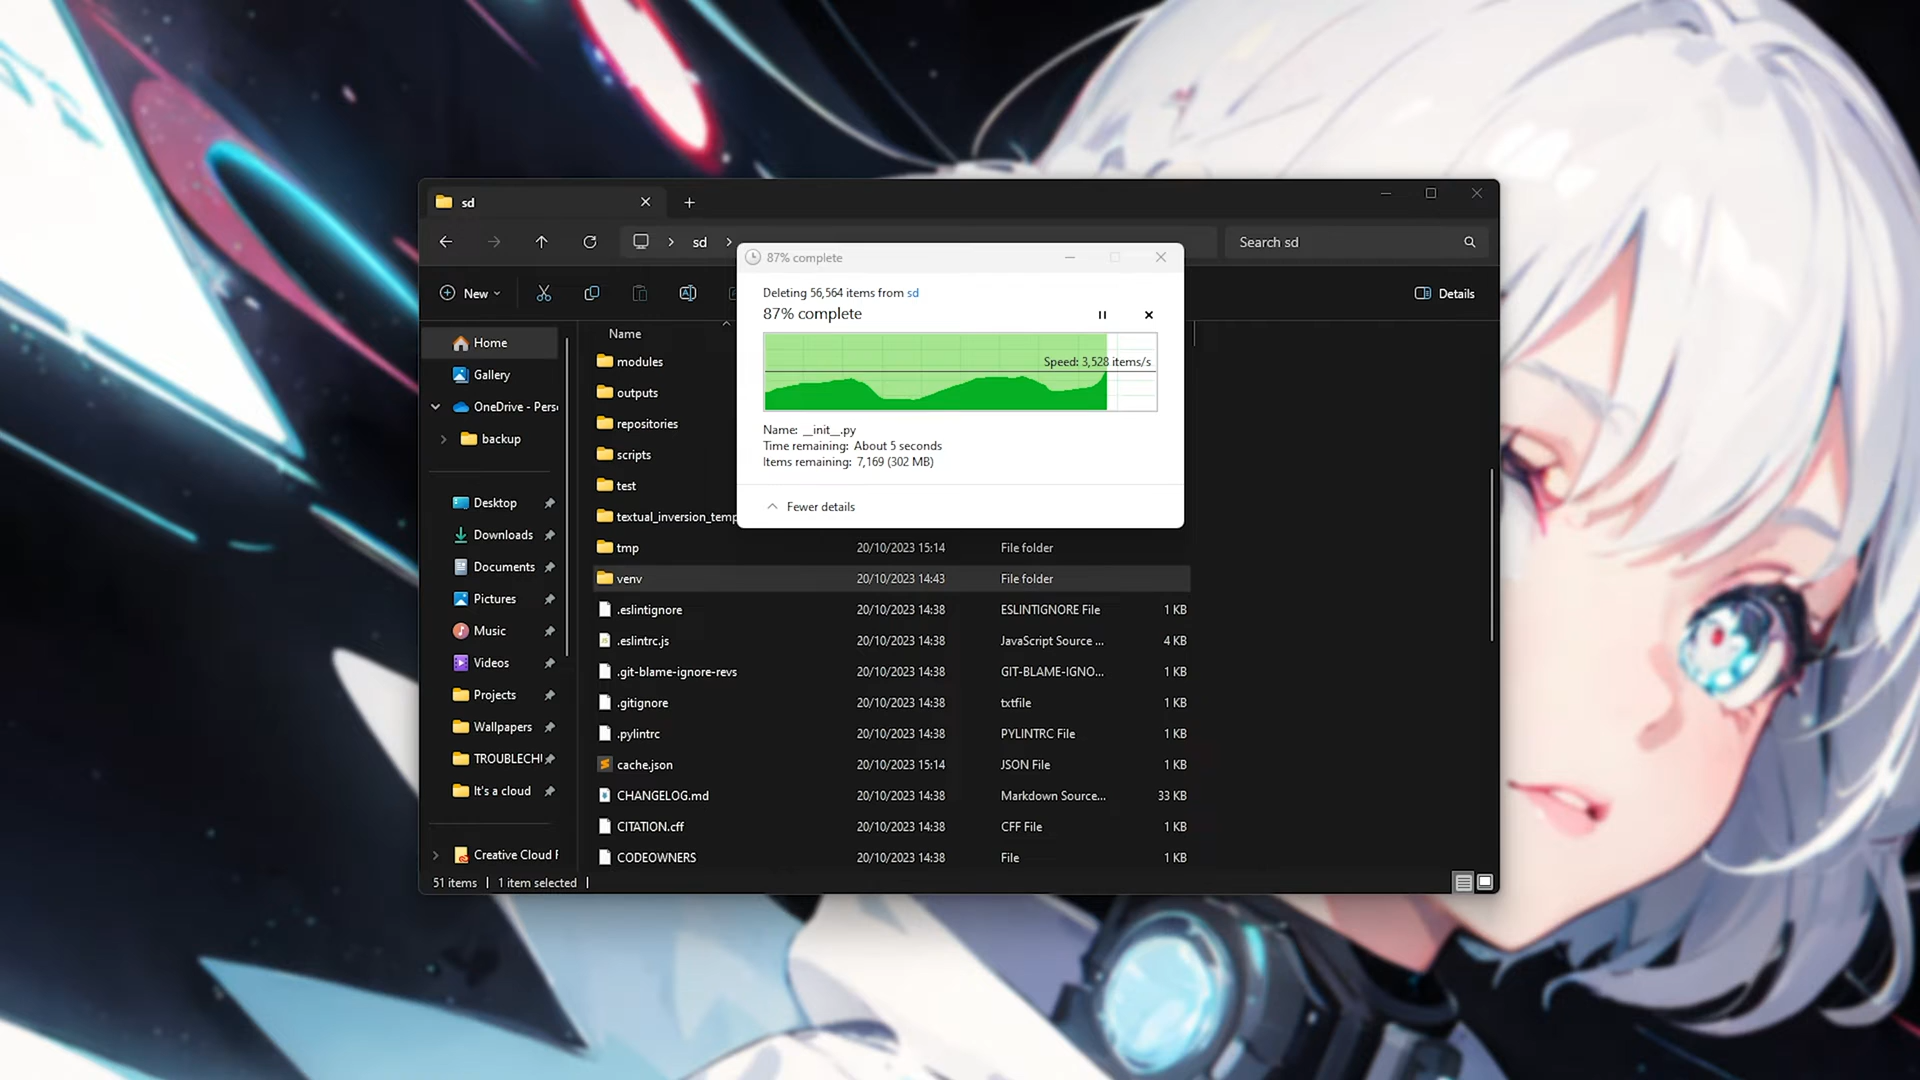 sd
sd
Search sd
New
Details
87% complete
Deleting 56,564 items from sd
87% complete
Speed: 3,528 items/s
Name: __init__.py
Time remaining: About 5 seconds
Items remaining: 7,169 (302 MB)
Fewer details
Home
Gallery
OneDrive - Perso
backup
Desktop
Downloads
Documents
Pictures
Music
Videos
Projects
Wallpapers
TROUBLECH
It's a cloud
Creative Cloud F
Name
modules
outputs
repositories
scripts
test
textual_inversion_temp
tmp 20/10/2023 15:14 File folder
venv 20/10/2023 14:43 File folder
.eslintignore 20/10/2023 14:38 ESLINTIGNORE File 1 KB
.eslintrc.js 20/10/2023 14:38 JavaScript Source ... 4 KB
.git-blame-ignore-revs 20/10/2023 14:38 GIT-BLAME-IGNO... 1 KB
.gitignore 20/10/2023 14:38 txtfile 1 KB
.pylintrc 20/10/2023 14:38 PYLINTRC File 1 KB
cache.json 20/10/2023 15:14 JSON File 1 KB
CHANGELOG.md 20/10/2023 14:38 Markdown Source... 33 KB
CITATION.cff 20/10/2023 14:38 CFF File 1 KB
CODEOWNERS 20/10/2023 14:38 File 1 KB
51 items | 1 item selected |